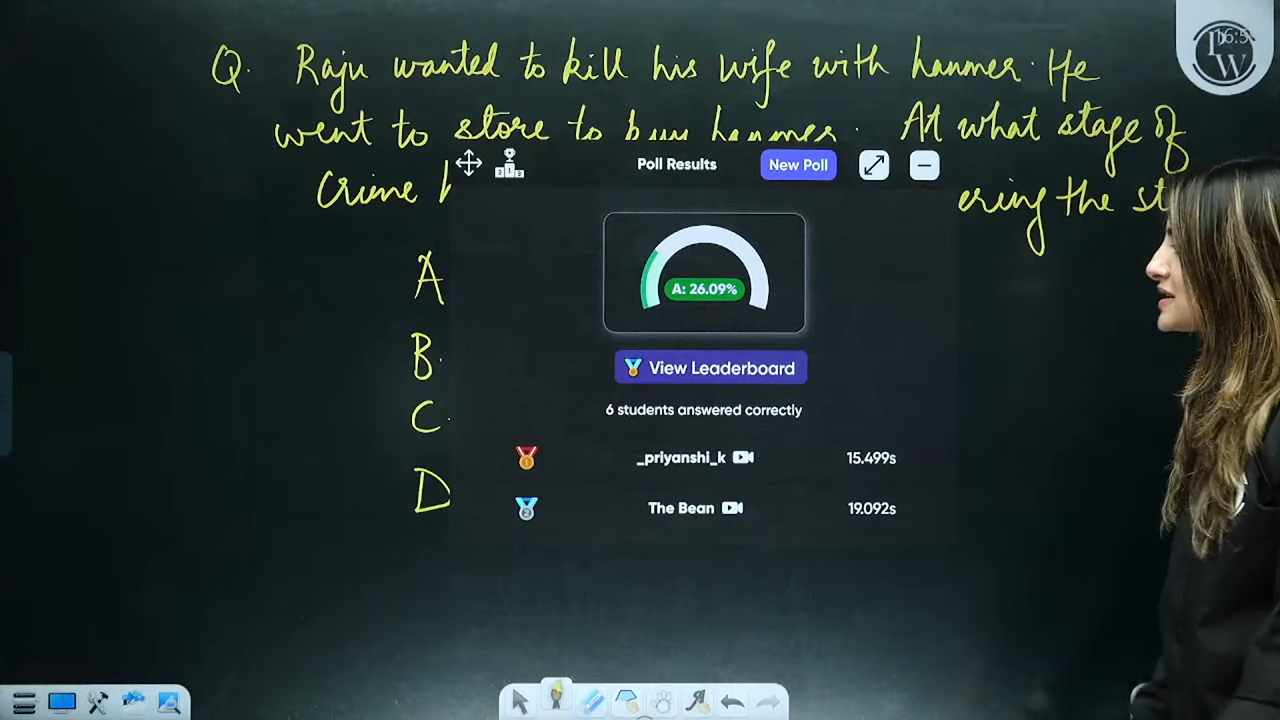 Q. Raju wanted to kill his wife with hammer. He
went to store to buy hammer. At what stage of
Crime
ering the st
A
B.
C.
D
Poll Results
New Poll
A: 26.09%
View Leaderboard
6 students answered correctly
_priyanshi_k
15.499s
The Bean
19.092s
16:5
W